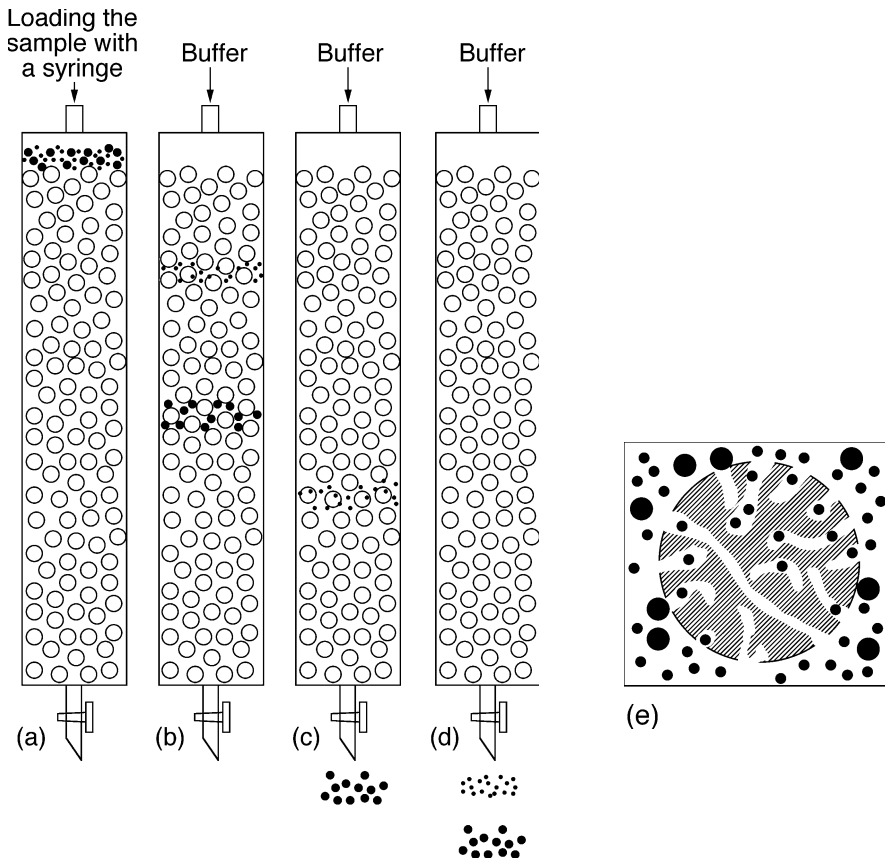 Loading the
sample with
a syringe
Buffer
Buffer
Buffer
(a)
(b)
(c)
(d)
(e)